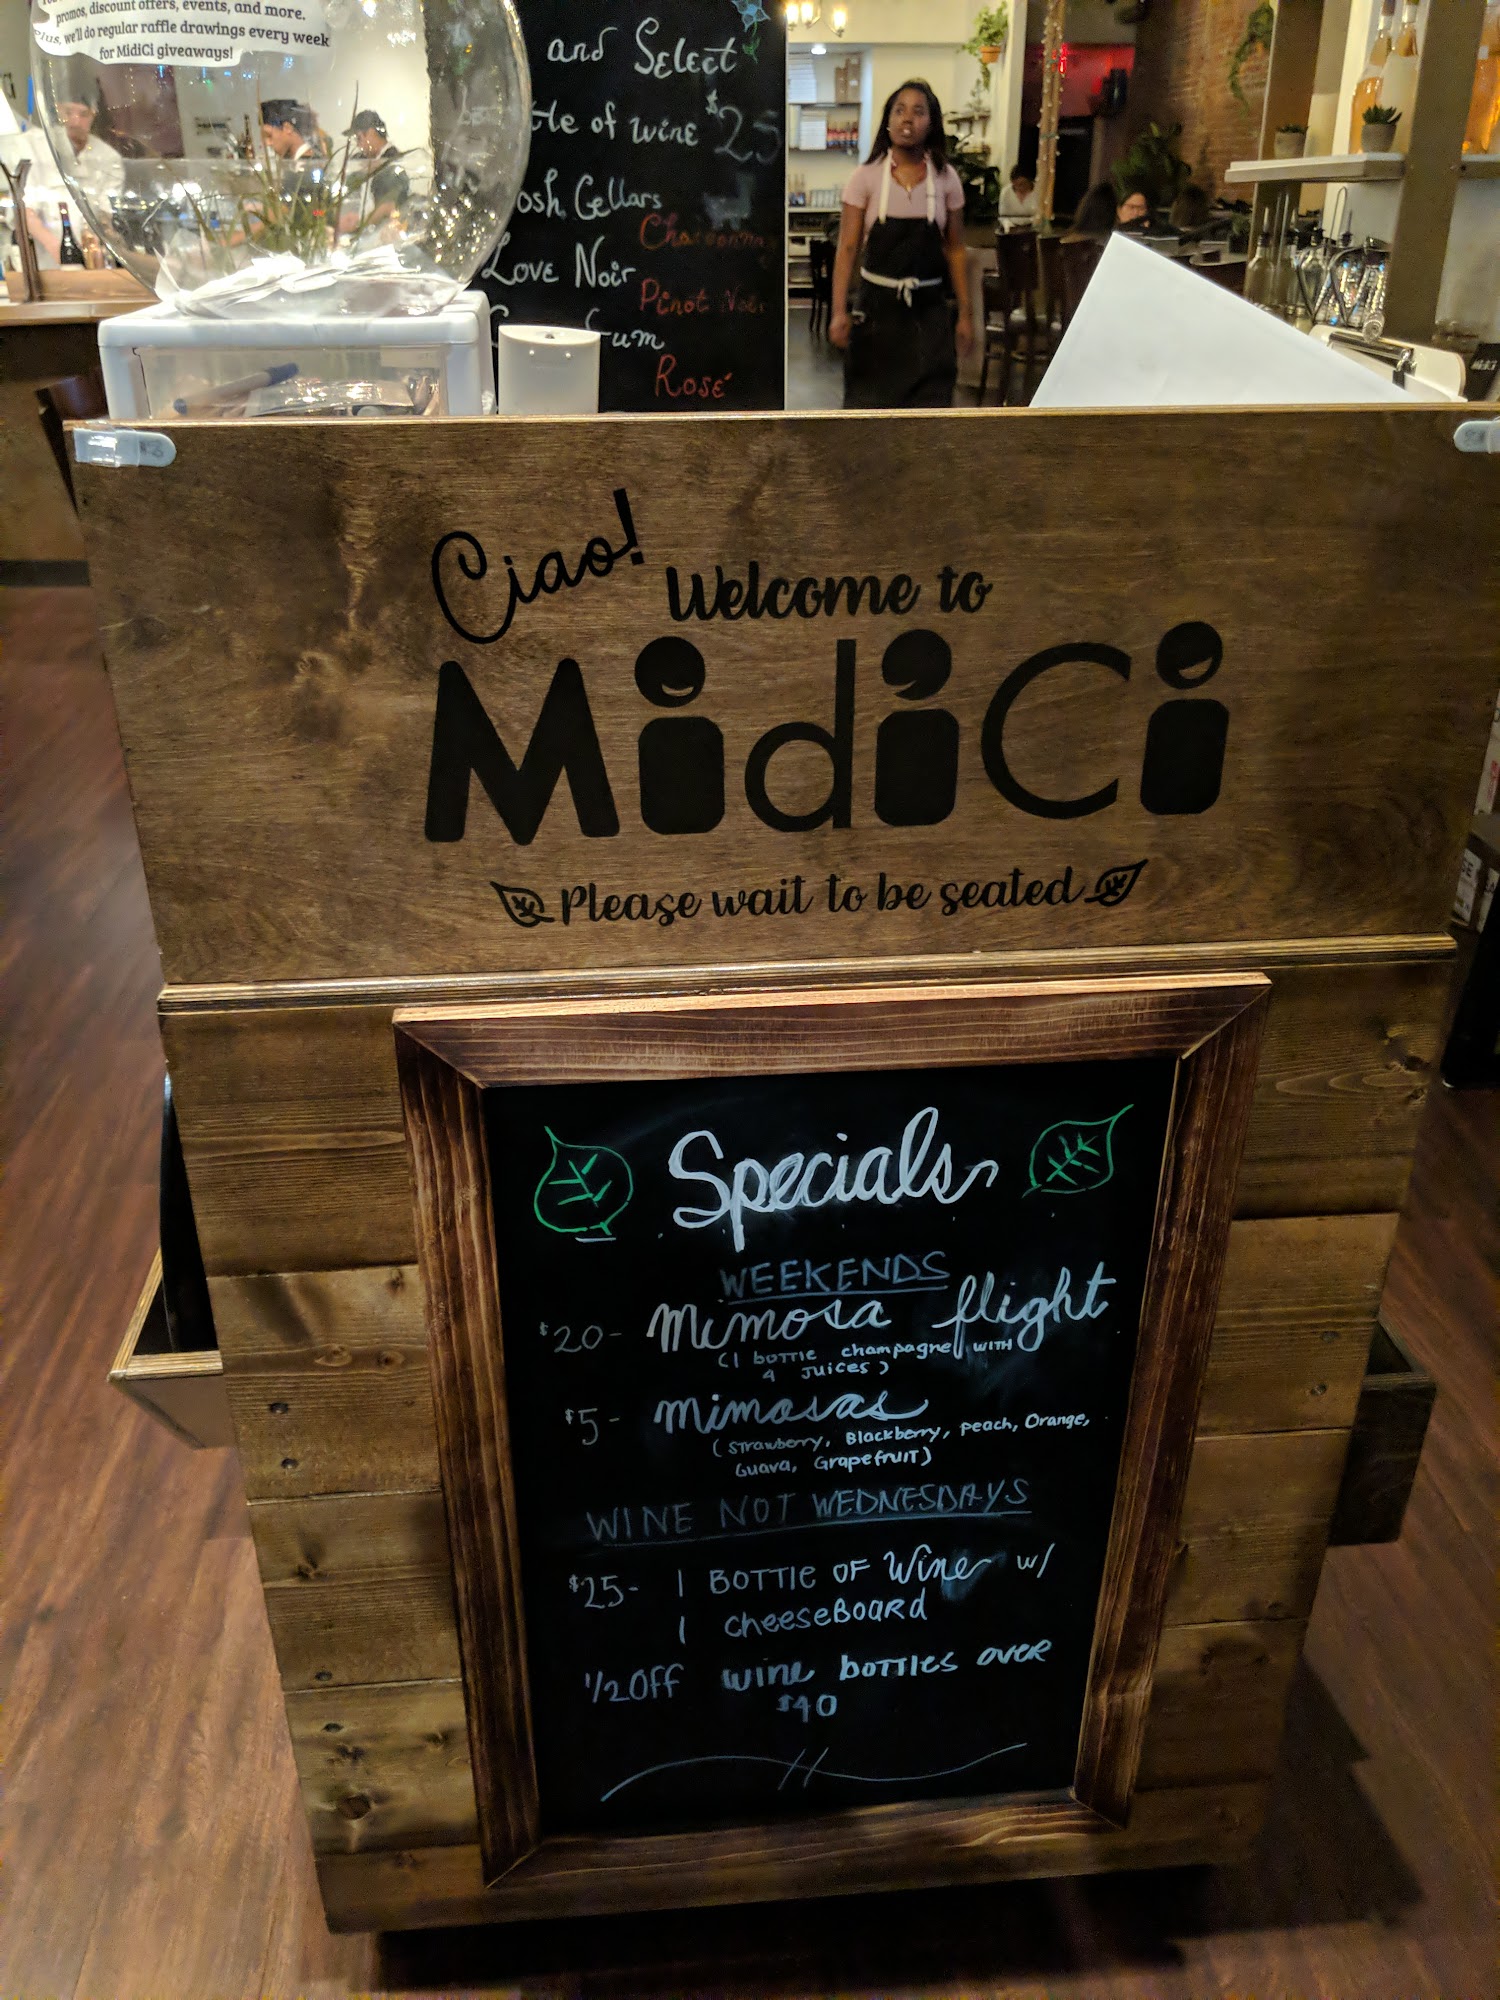 promos, discount offers, events, and more.
Plus, we'll do regular raffle drawings every week
for MidiCi giveaways!
and Select
of wine $25
Cellars
Love Noir
Pinot Noir
Rosé
Ciao!
Welcome to
MidiCi
Please wait to be seated
Specials
WEEKENDS
$20- Mimosa flight
(1 BOTTLE champagne WITH
4 JUICES)
$5- Mimosas
(Strawberry, Blackberry, peach, Orange,
Guava, GrapefruiT)
WINE NOT WEDNESDAYS
$25- 1 BOTTlE OF Wine w/
1 CheeseBoard
1/2 OFF wine BOTTlES OVER
$40